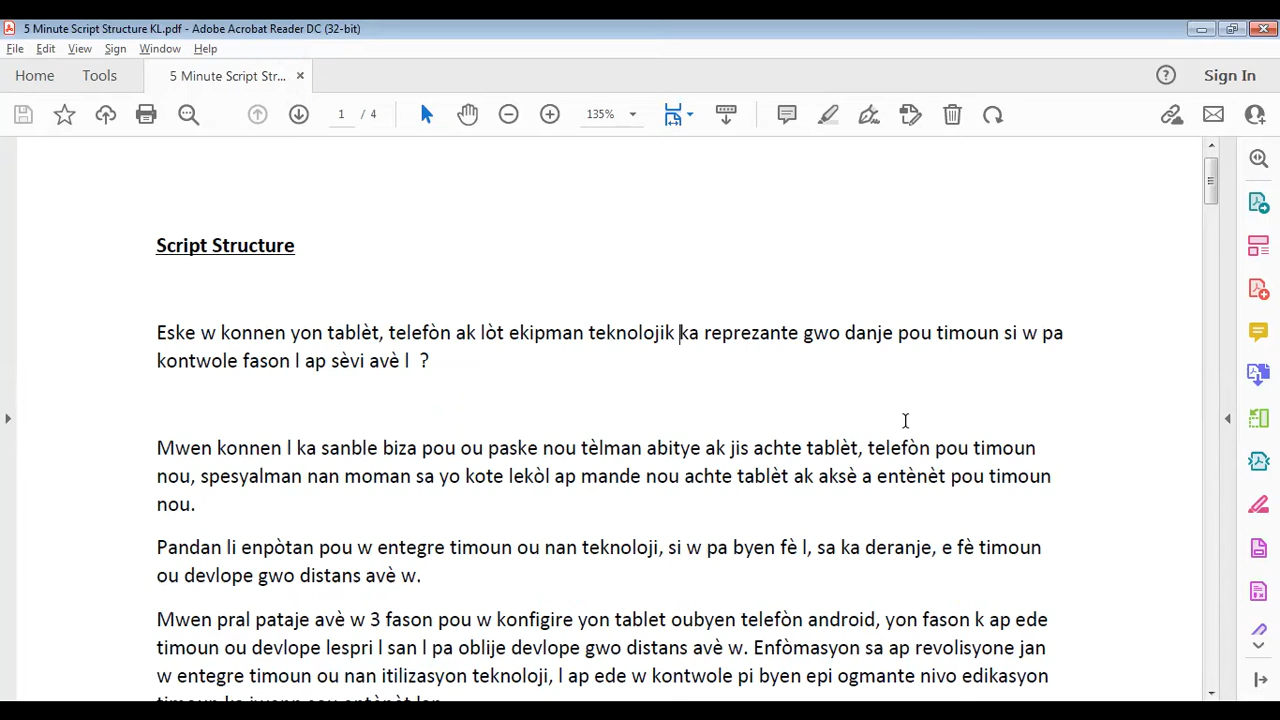 5 Minute Script Structure KL.pdf - Adobe Acrobat Reader DC (32-bit)
File Edit View Sign Window Help
Home Tools 5 Minute Script Str... Sign In
1 / 4 135%
Script Structure
Eske w konnen yon tablèt, telefòn ak lòt ekipman teknolojik ka reprezante gwo danje pou timoun si w pa
kontwole fason l ap sèvi avè l ?
Mwen konnen l ka sanble biza pou ou paske nou tèlman abitye ak jis achte tablèt, telefòn pou timoun
nou, spesyalman nan moman sa yo kote lekòl ap mande nou achte tablèt ak aksè a entènèt pou timoun
nou.
Pandan li enpòtan pou w entegre timoun ou nan teknoloji, si w pa byen fè l, sa ka deranje, e fè timoun
ou devlope gwo distans avè w.
Mwen pral pataje avè w 3 fason pou w konfigire yon tablet oubyen telefòn android, yon fason k ap ede
timoun ou devlope lespri l san l pa oblije devlope gwo distans avè w. Enfòmasyon sa ap revolisyone jan
w entegre timoun ou nan itilizasyon teknoloji, l ap ede w kontwole pi byen epi ogmante nivo edikasyon